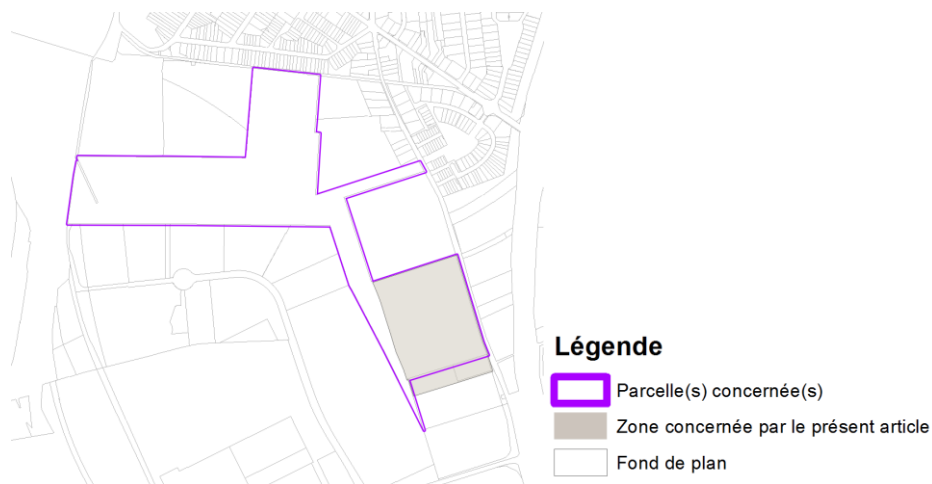 Légende
Parcelle(s) concernée(s)
Zone concernée par le présent article
Fond de plan